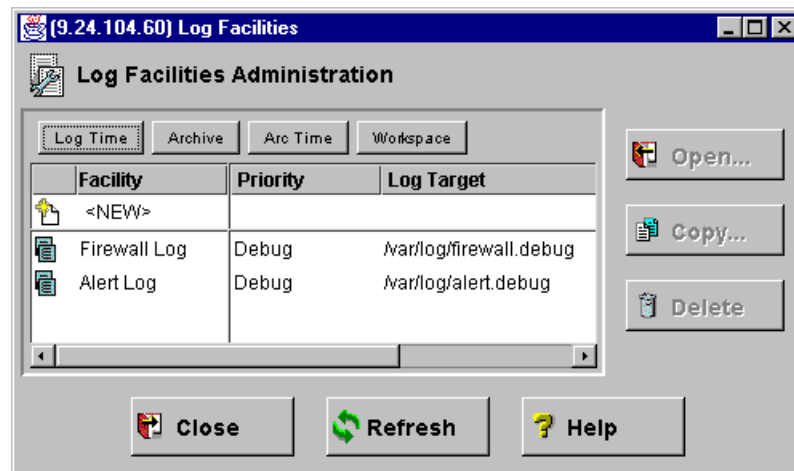 (9.24.104.60) Log Facilities
Log Facilities Administration
Log Time Archive Arc Time Workspace
Facility Priority Log Target
<NEW>
Firewall Log Debug /var/log/firewall.debug
Alert Log Debug /var/log/alert.debug
Open...
Copy...
Delete
Close Refresh Help